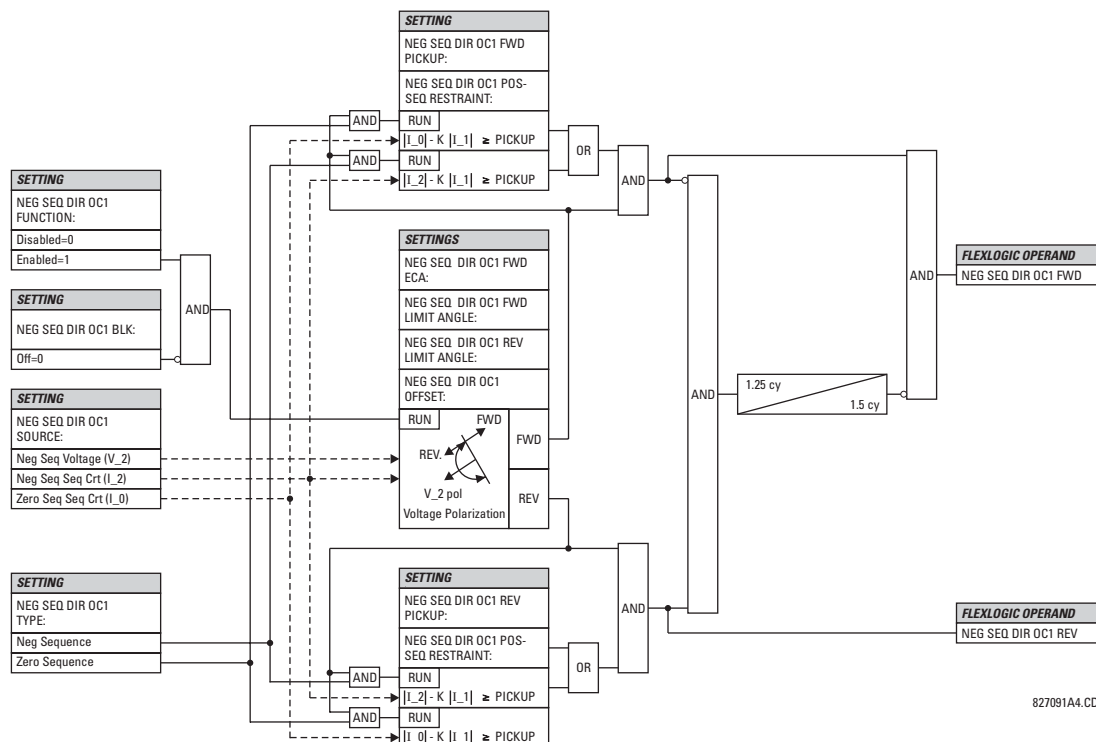 SETTING
NEG SEQ DIR OC1 FWD
PICKUP:
NEG SEQ DIR OC1 POS-
SEQ RESTRAINT:
AND
RUN
|I_0| - K |I_1| ≥ PICKUP
AND
RUN
|I_2| - K |I_1| ≥ PICKUP
OR
AND
SETTING
NEG SEQ DIR OC1
FUNCTION:
Disabled=0
Enabled=1
SETTING
NEG SEQ DIR OC1 BLK:
Off=0
AND
SETTING
NEG SEQ DIR OC1
SOURCE:
Neg Seq Voltage (V_2)
Neg Seq Seq Crt (I_2)
Zero Seq Seq Crt (I_0)
SETTING
NEG SEQ DIR OC1
TYPE:
Neg Sequence
Zero Sequence
SETTINGS
NEG SEQ DIR OC1 FWD
ECA:
NEG SEQ DIR OC1 FWD
LIMIT ANGLE:
NEG SEQ DIR OC1 REV
LIMIT ANGLE:
NEG SEQ DIR OC1
OFFSET:
RUN
FWD
REV.
V_2 pol
Voltage Polarization
FWD
REV
SETTING
NEG SEQ DIR OC1 REV
PICKUP:
NEG SEQ DIR OC1 POS-
SEQ RESTRAINT:
AND
RUN
|I_2| - K |I_1| ≥ PICKUP
AND
RUN
|I_0| - K |I_1| ≥ PICKUP
OR
AND
AND
1.25 cy
1.5 cy
AND
FLEXLOGIC OPERAND
NEG SEQ DIR OC1 FWD
FLEXLOGIC OPERAND
NEG SEQ DIR OC1 REV
827091A4.CD